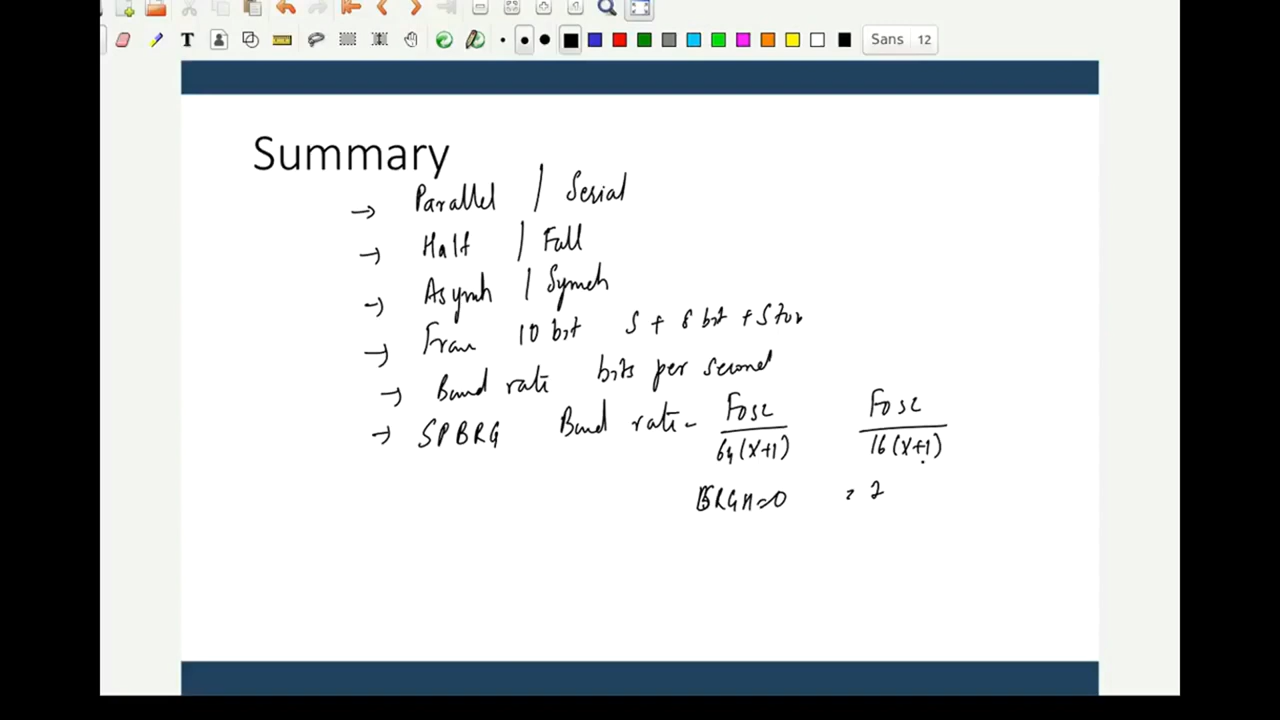 Sans 12
Summary
→ Parallel / Serial
→ Half / Full
→ Asynch / Synch
→ Fram 10 bit S + 8 bit + Stop
→ Baud rate bits per second
→ SPBRG Baud rate = Fosc / 64(X+1) Fosc / 16(X+1)
BRGH=0